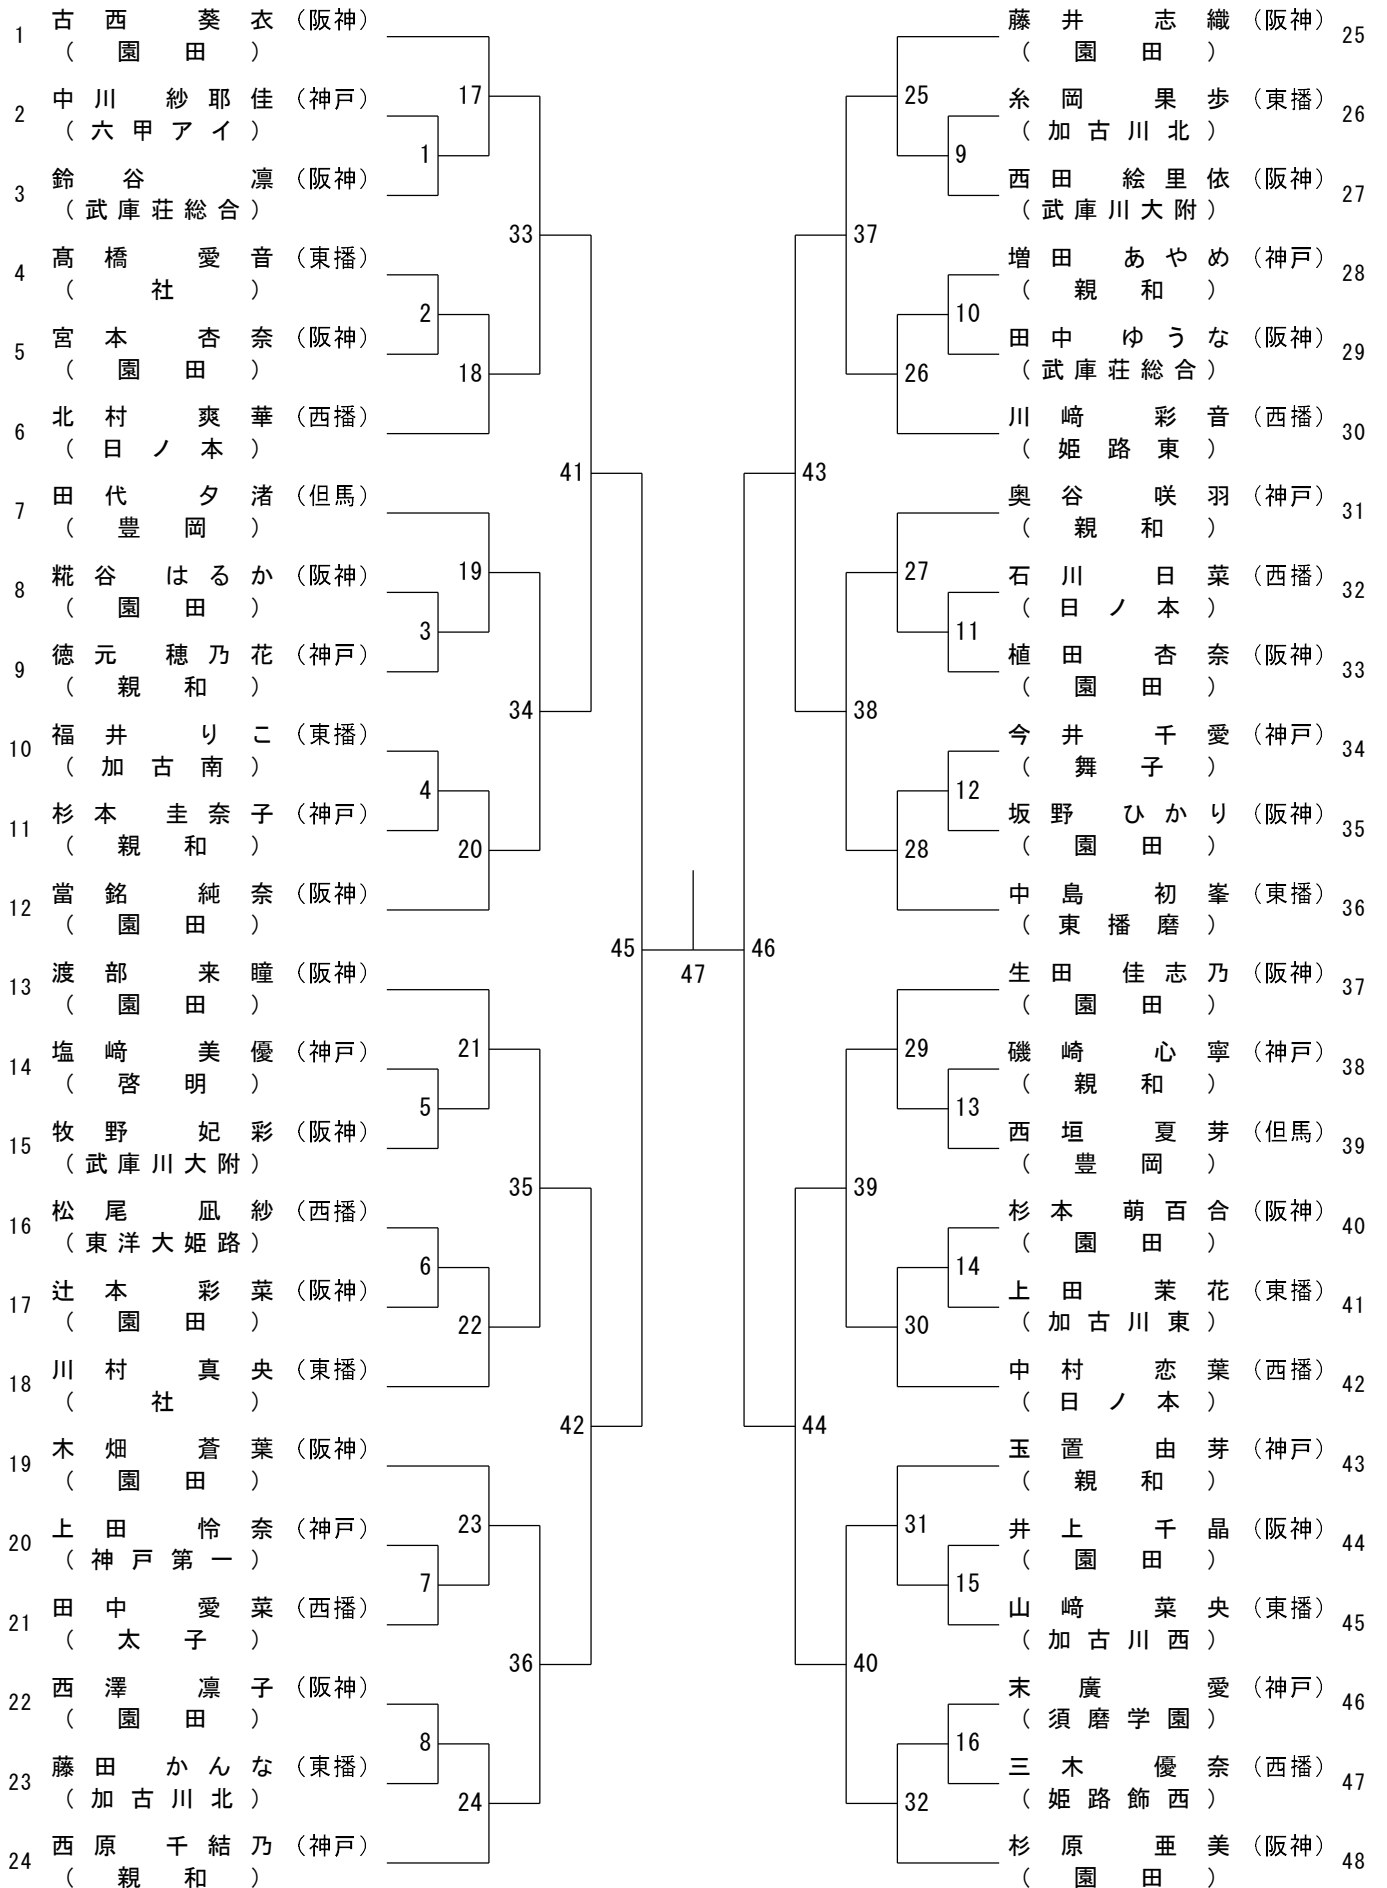 1 古西 葵衣 (阪神)
(園田)
2 中川 紗耶佳 (神戸)
(六甲アイ)
3 鈴谷 凛 (阪神)
(武庫荘総合)
4 髙橋 愛音 (東播)
(社)
5 宮本 杏奈 (阪神)
(園田)
6 北村 爽華 (西播)
(日ノ本)
7 田代 夕渚 (但馬)
(豊岡)
8 糀谷 はるか (阪神)
(園田)
9 徳元 穂乃花 (神戸)
(親和)
10 福井 りこ (東播)
(加古南)
11 杉本 圭奈子 (神戸)
(親和)
12 當銘 純奈 (阪神)
(園田)
13 渡部 来瞳 (阪神)
(園田)
14 塩﨑 美優 (神戸)
(啓明)
15 牧野 妃彩 (阪神)
(武庫川大附)
16 松尾 凪紗 (西播)
(東洋大姫路)
17 辻本 彩菜 (阪神)
(園田)
18 川村 真央 (東播)
(社)
19 木畑 蒼葉 (阪神)
(園田)
20 上田 怜奈 (神戸)
(神戸第一)
21 田中 愛菜 (西播)
(太子)
22 西澤 凛子 (阪神)
(園田)
23 藤田 かんな (東播)
(加古川北)
24 西原 千結乃 (神戸)
(親和)
17
1
33
2
18
41
19
3
34
4
20
45
21
5
35
6
22
42
23
7
36
8
24
47
25
9
37
10
26
43
27
11
38
12
28
46
29
13
39
14
30
44
31
15
40
16
32
藤井 志織 (阪神) 25
(園田)
糸岡 果歩 (東播) 26
(加古川北)
西田 絵里依 (阪神) 27
(武庫川大附)
増田 あやめ (神戸) 28
(親和)
田中 ゆうな (阪神) 29
(武庫荘総合)
川﨑 彩音 (西播) 30
(姫路東)
奥谷 咲羽 (神戸) 31
(親和)
石川 日菜 (西播) 32
(日ノ本)
植田 杏奈 (阪神) 33
(園田)
今井 千愛 (神戸) 34
(舞子)
坂野 ひかり (阪神) 35
(園田)
中島 初峯 (東播) 36
(東播磨)
生田 佳志乃 (阪神) 37
(園田)
磯崎 心寧 (神戸) 38
(親和)
西垣 夏芽 (但馬) 39
(豊岡)
杉本 萌百合 (阪神) 40
(園田)
上田 茉花 (東播) 41
(加古川東)
中村 恋葉 (西播) 42
(日ノ本)
玉置 由芽 (神戸) 43
(親和)
井上 千晶 (阪神) 44
(園田)
山﨑 菜央 (東播) 45
(加古川西)
末廣 愛 (神戸) 46
(須磨学園)
三木 優奈 (西播) 47
(姫路飾西)
杉原 亜美 (阪神) 48
(園田)